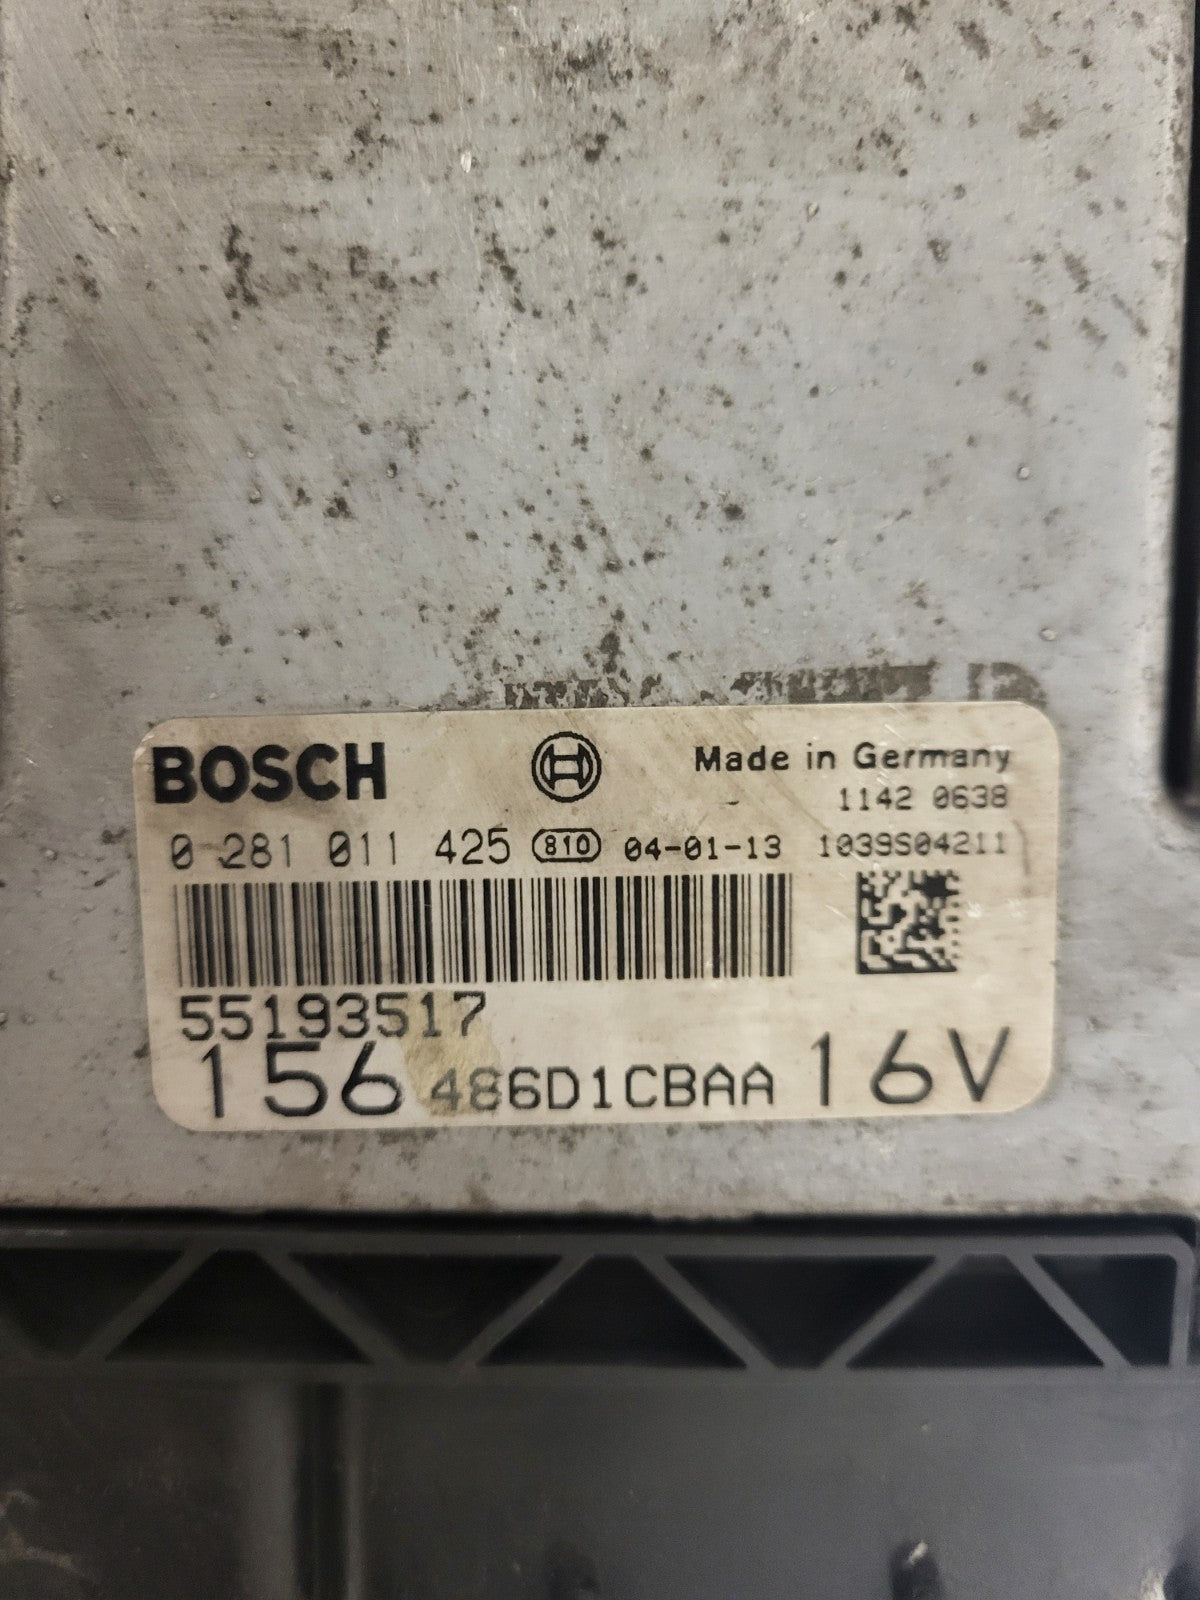 BOSCH Made in Germany
1142 0638
0 281 011 425 810 04-01-13 1039S04211
55193517
156 486D1CBAA 16V